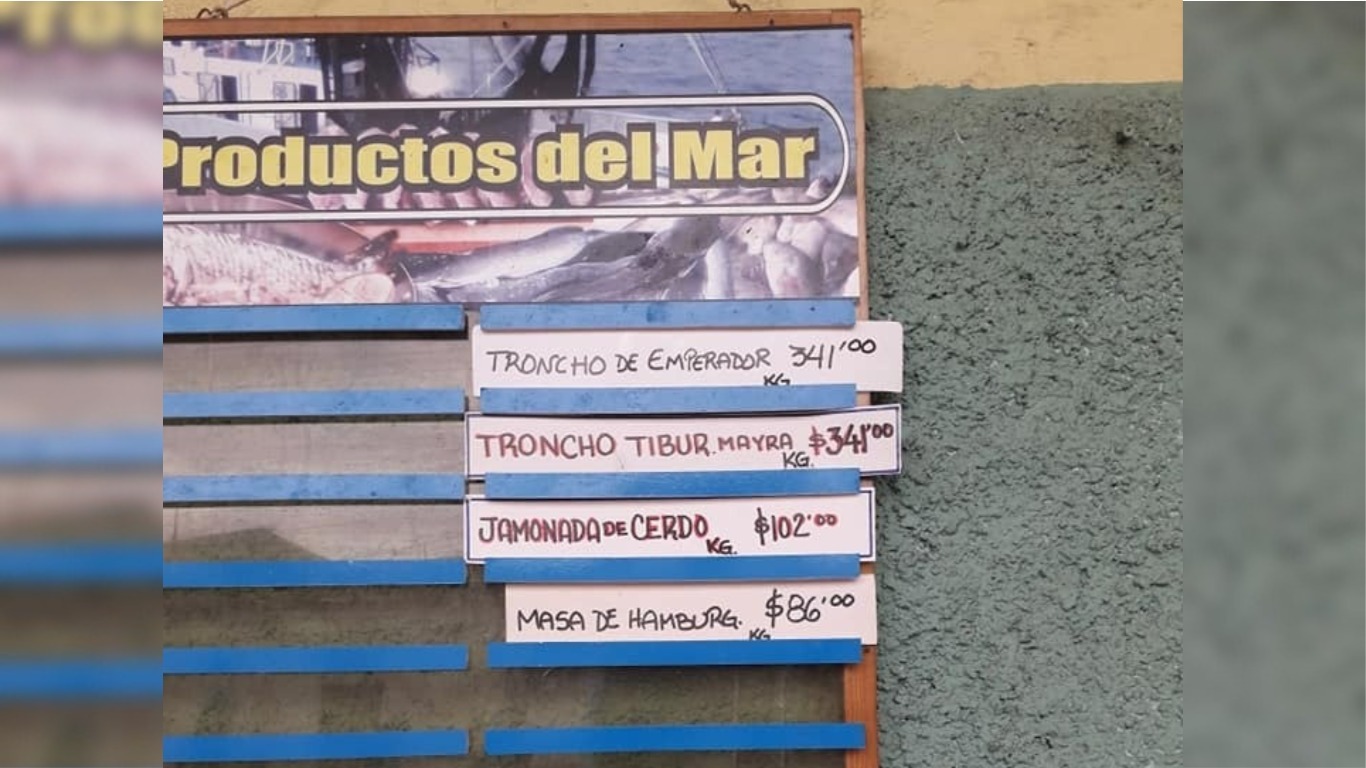 Productos del Mar
TRONCHO DE EMPERADOR 341'00
KG
TRONCHO TIBUR. MAYRA $341'00
KG.
JAMONADA DE CERDO $102'00
KG.
MASA DE HAMBURG. $86'00
KG